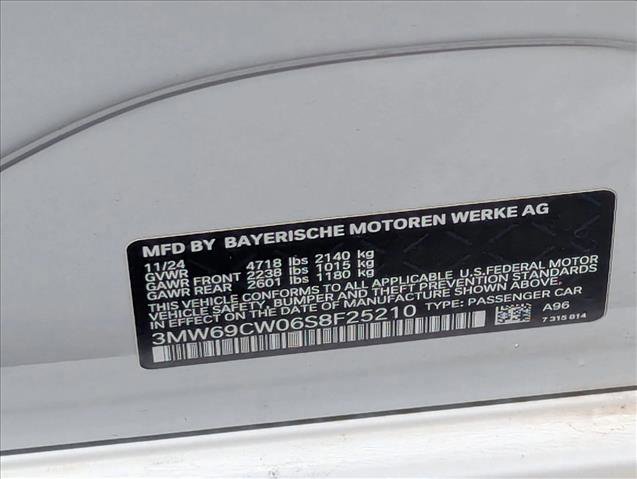 MFD BY BAYERISCHE MOTOREN WERKE AG
11/24 4718 lbs 2140 kg
GVWR
GAWR FRONT 2238 lbs 1015 kg
GAWR REAR 2601 lbs 1180 kg
THIS VEHICLE CONFORMS TO ALL APPLICABLE U.S.FEDERAL MOTOR
VEHICLE SAFETY, BUMPER, AND THEFT PREVENTION STANDARDS
IN EFFECT ON THE DATE OF MANUFACTURE SHOWN ABOVE.
3MW69CW06S8F25210 TYPE: PASSENGER CAR
A96
7 315 014